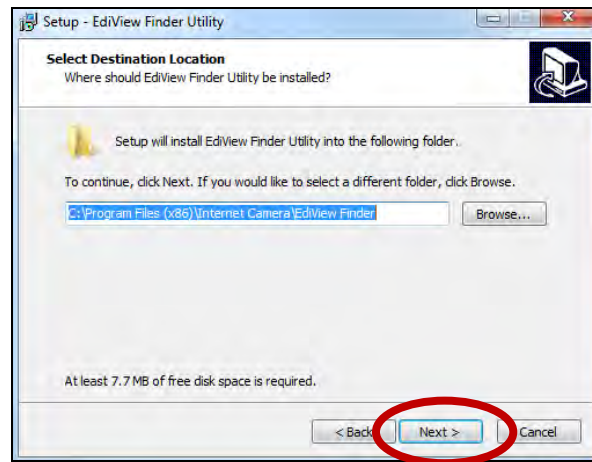 Setup - EdiView Finder Utility
Select Destination Location
Where should EdiView Finder Utility be installed?
Setup will install EdiView Finder Utility into the following folder.
To continue, click Next. If you would like to select a different folder, click Browse.
C:\Program Files (x86)\Internet Camera\EdiView Finder
Browse...
At least 7.7 MB of free disk space is required.
< Back Next > Cancel